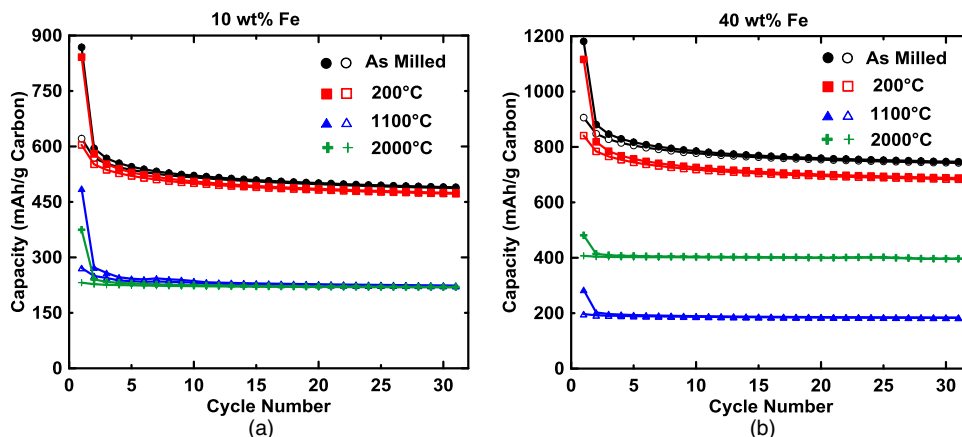 10 wt% Fe
900
750
600
450
300
150
0
0 5 10 15 20 25 30
Capacity (mAh/g Carbon)
Cycle Number
As Milled
200°C
1100°C
2000°C
(a)
40 wt% Fe
1200
1000
800
600
400
200
0
0 5 10 15 20 25 30
Capacity (mAh/g Carbon)
Cycle Number
As Milled
200°C
1100°C
2000°C
(b)